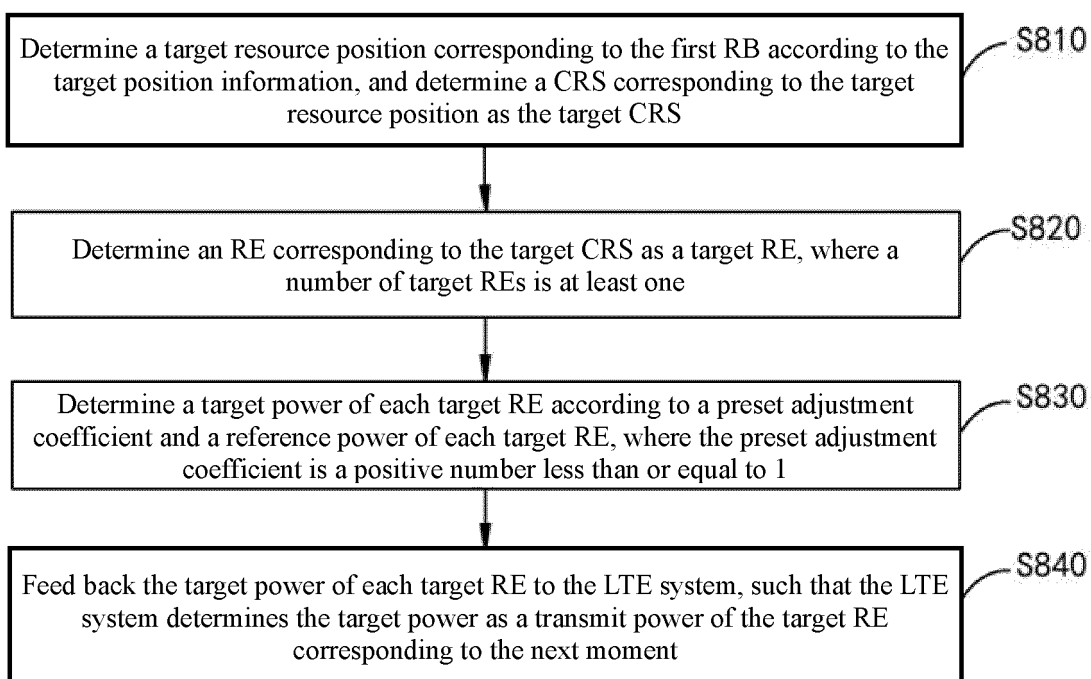 Determine a target resource position corresponding to the first RB according to the
target position information, and determine a CRS corresponding to the target
resource position as the target CRS
S810
Determine an RE corresponding to the target CRS as a target RE, where a
number of target REs is at least one
S820
Determine a target power of each target RE according to a preset adjustment
coefficient and a reference power of each target RE, where the preset adjustment
coefficient is a positive number less than or equal to 1
S830
Feed back the target power of each target RE to the LTE system, such that the LTE
system determines the target power as a transmit power of the target RE
corresponding to the next moment
S840